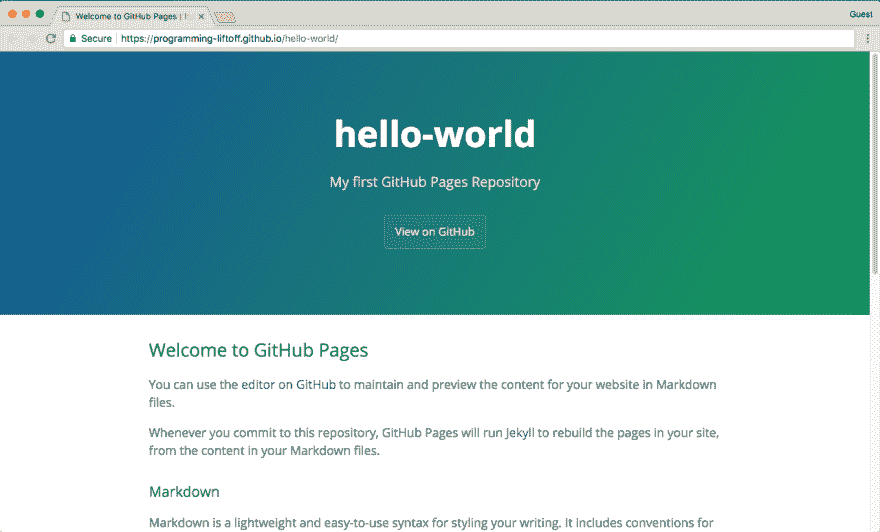 Welcome to GitHub Pages |
Guest
Secure
https://programming-liftoff.github.io/hello-world/
hello-world
My first GitHub Pages Repository
View on GitHub
Welcome to GitHub Pages
You can use the editor on GitHub to maintain and preview the content for your website in Markdown
files.
Whenever you commit to this repository, GitHub Pages will run Jekyll to rebuild the pages in your site,
from the content in your Markdown files.
Markdown
Markdown is a lightweight and easy-to-use syntax for styling your writing. It includes conventions for